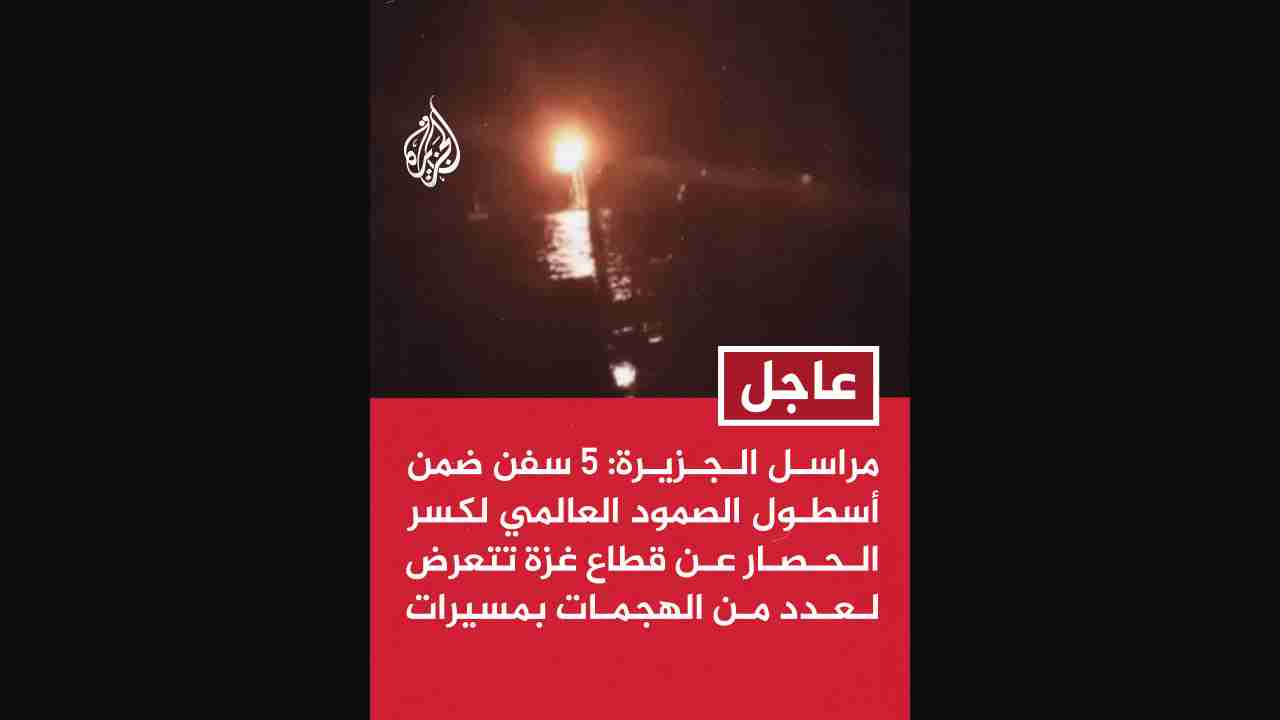 الجزيرة
عاجل
مراسل الجزيرة: 5 سفن ضمن
أسطول الصمود العالمي لكسر
الحصار عن قطاع غزة تتعرض
لعدد من الهجمات بمسيرات